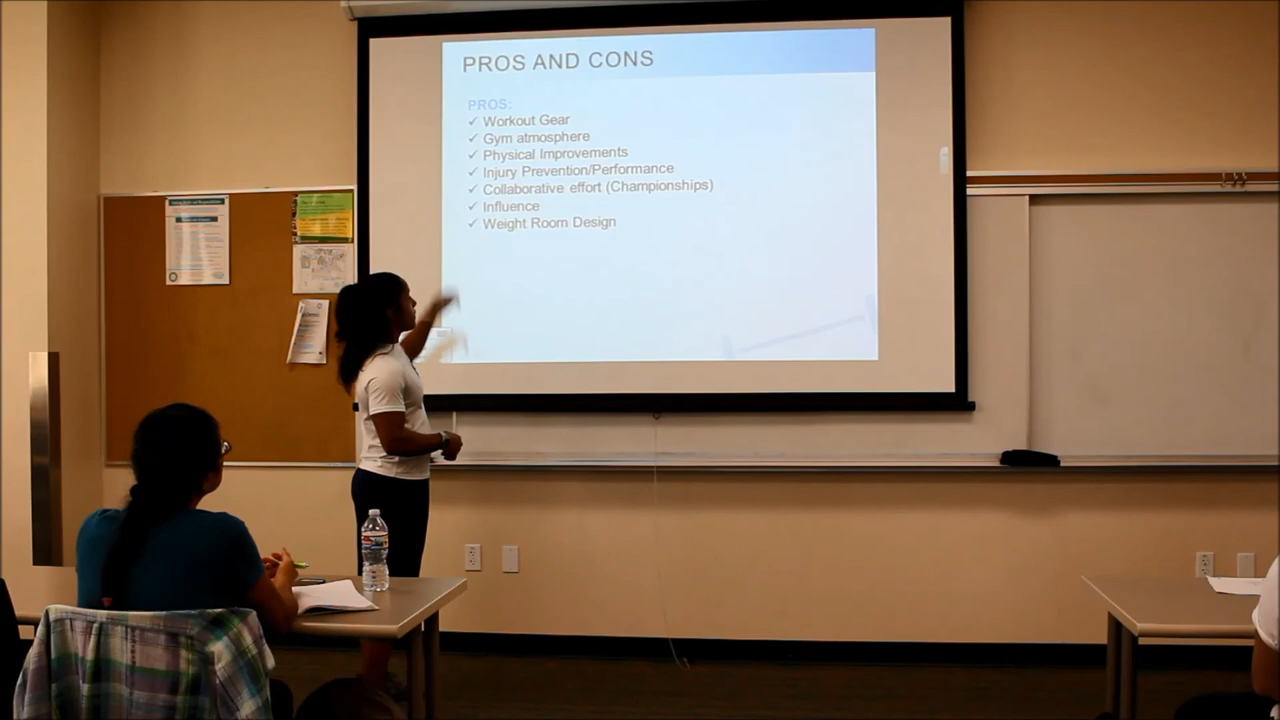 PROS AND CONS
PROS:
✓ Workout Gear
✓ Gym atmosphere
✓ Physical Improvements
✓ Injury Prevention/Performance
✓ Collaborative effort (Championships)
✓ Influence
✓ Weight Room Design